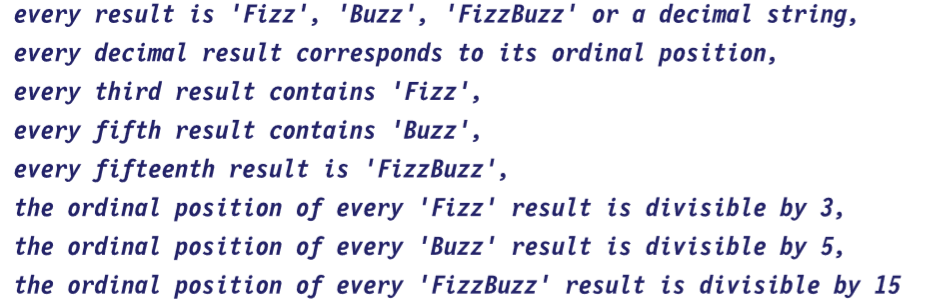 every result is 'Fizz', 'Buzz', 'FizzBuzz' or a decimal string,
every decimal result corresponds to its ordinal position,
every third result contains 'Fizz',
every fifth result contains 'Buzz',
every fifteenth result is 'FizzBuzz',
the ordinal position of every 'Fizz' result is divisible by 3,
the ordinal position of every 'Buzz' result is divisible by 5,
the ordinal position of every 'FizzBuzz' result is divisible by 15